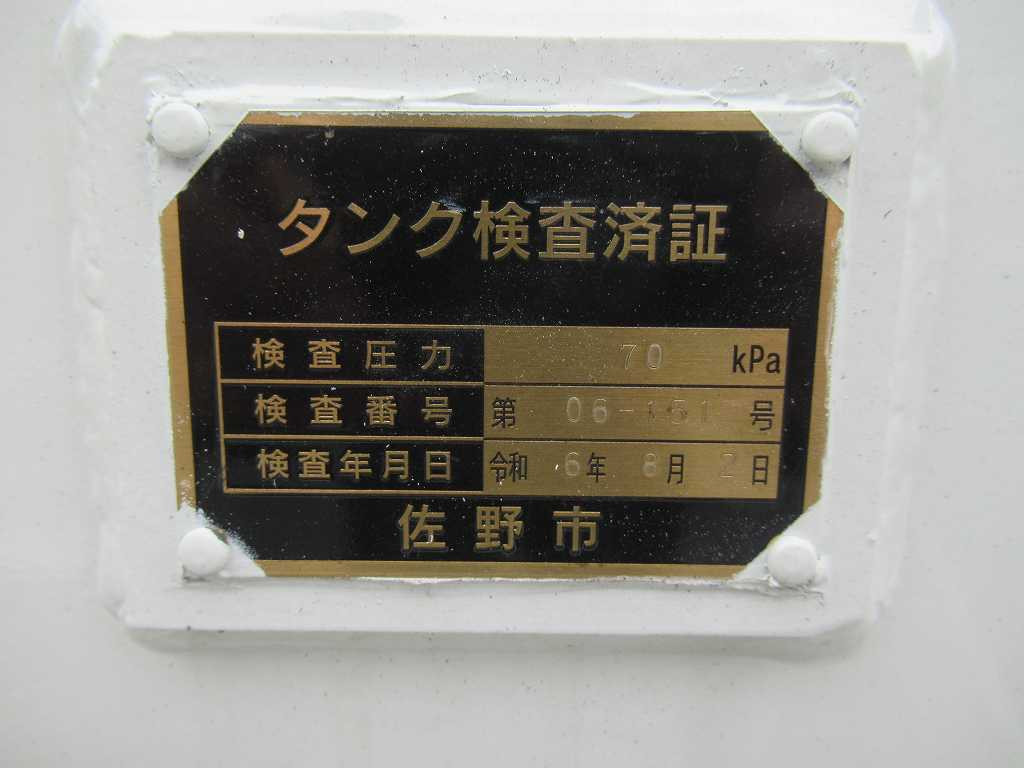 タンク検査済証
検査圧力 70 kPa
検査番号 第 06-151 号
検査年月日 令和 6年 8月 2日
佐野市